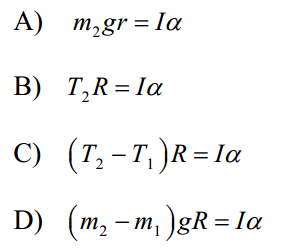 A) m₂gr = Iα
B) T₂R = Iα
C) (T₂ − T₁)R = Iα
D) (m₂ − m₁)gR = Iα